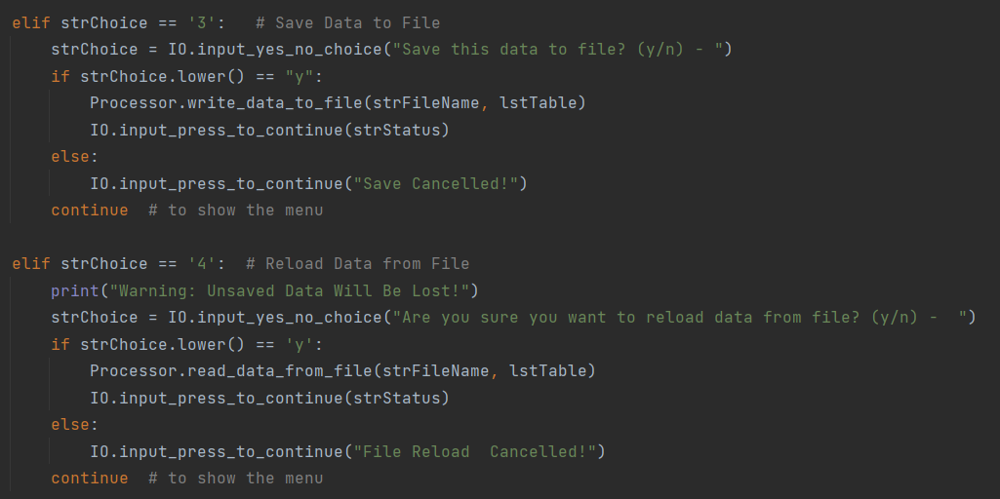 elif strChoice == '3':   # Save Data to File
    strChoice = IO.input_yes_no_choice("Save this data to file? (y/n) - ")
    if strChoice.lower() == "y":
        Processor.write_data_to_file(strFileName, lstTable)
        IO.input_press_to_continue(strStatus)
    else:
        IO.input_press_to_continue("Save Cancelled!")
    continue  # to show the menu

elif strChoice == '4':  # Reload Data from File
    print("Warning: Unsaved Data Will Be Lost!")
    strChoice = IO.input_yes_no_choice("Are you sure you want to reload data from file? (y/n) -  ")
    if strChoice.lower() == 'y':
        Processor.read_data_from_file(strFileName, lstTable)
        IO.input_press_to_continue(strStatus)
    else:
        IO.input_press_to_continue("File Reload  Cancelled!")
    continue  # to show the menu